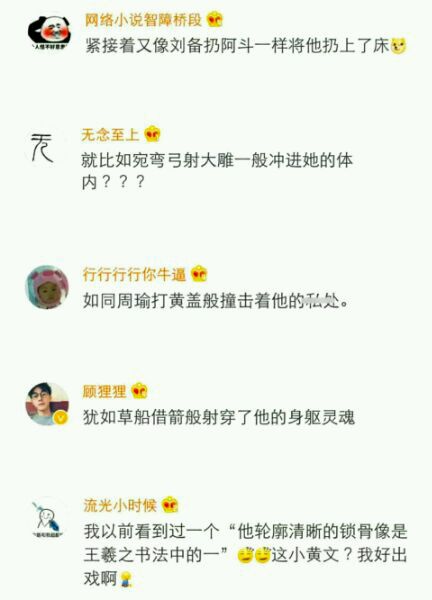 网络小说智障桥段
紧接着又像刘备扔阿斗一样将他扔上了床
无念至上
就比如宛弯弓射大雕一般冲进她的体
内？？？
行行行行你牛逼
如同周瑜打黄盖般撞击着他的私处。
顾狸狸
犹如草船借箭般射穿了他的身躯灵魂
流光小时候
我以前看到过一个“他轮廓清晰的锁骨像是
王羲之书法中的一”这小黄文？我好出
戏啊